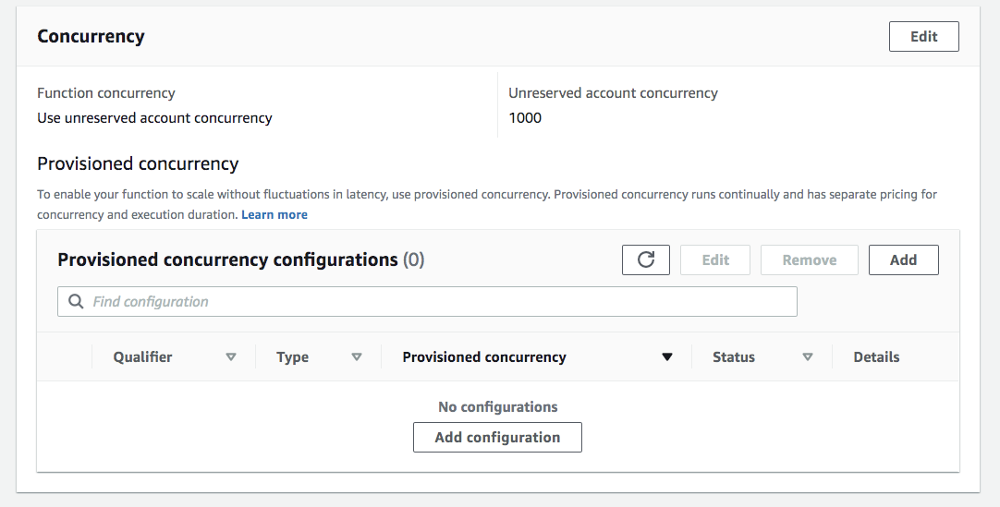 Concurrency
Edit
Function concurrency
Unreserved account concurrency
Use unreserved account concurrency
1000
Provisioned concurrency
To enable your function to scale without fluctuations in latency, use provisioned concurrency. Provisioned concurrency runs continually and has separate pricing for
concurrency and execution duration. Learn more
Provisioned concurrency configurations (0)
Edit
Remove
Add
Find configuration
Qualifier
Type
Provisioned concurrency
Status
Details
No configurations
Add configuration